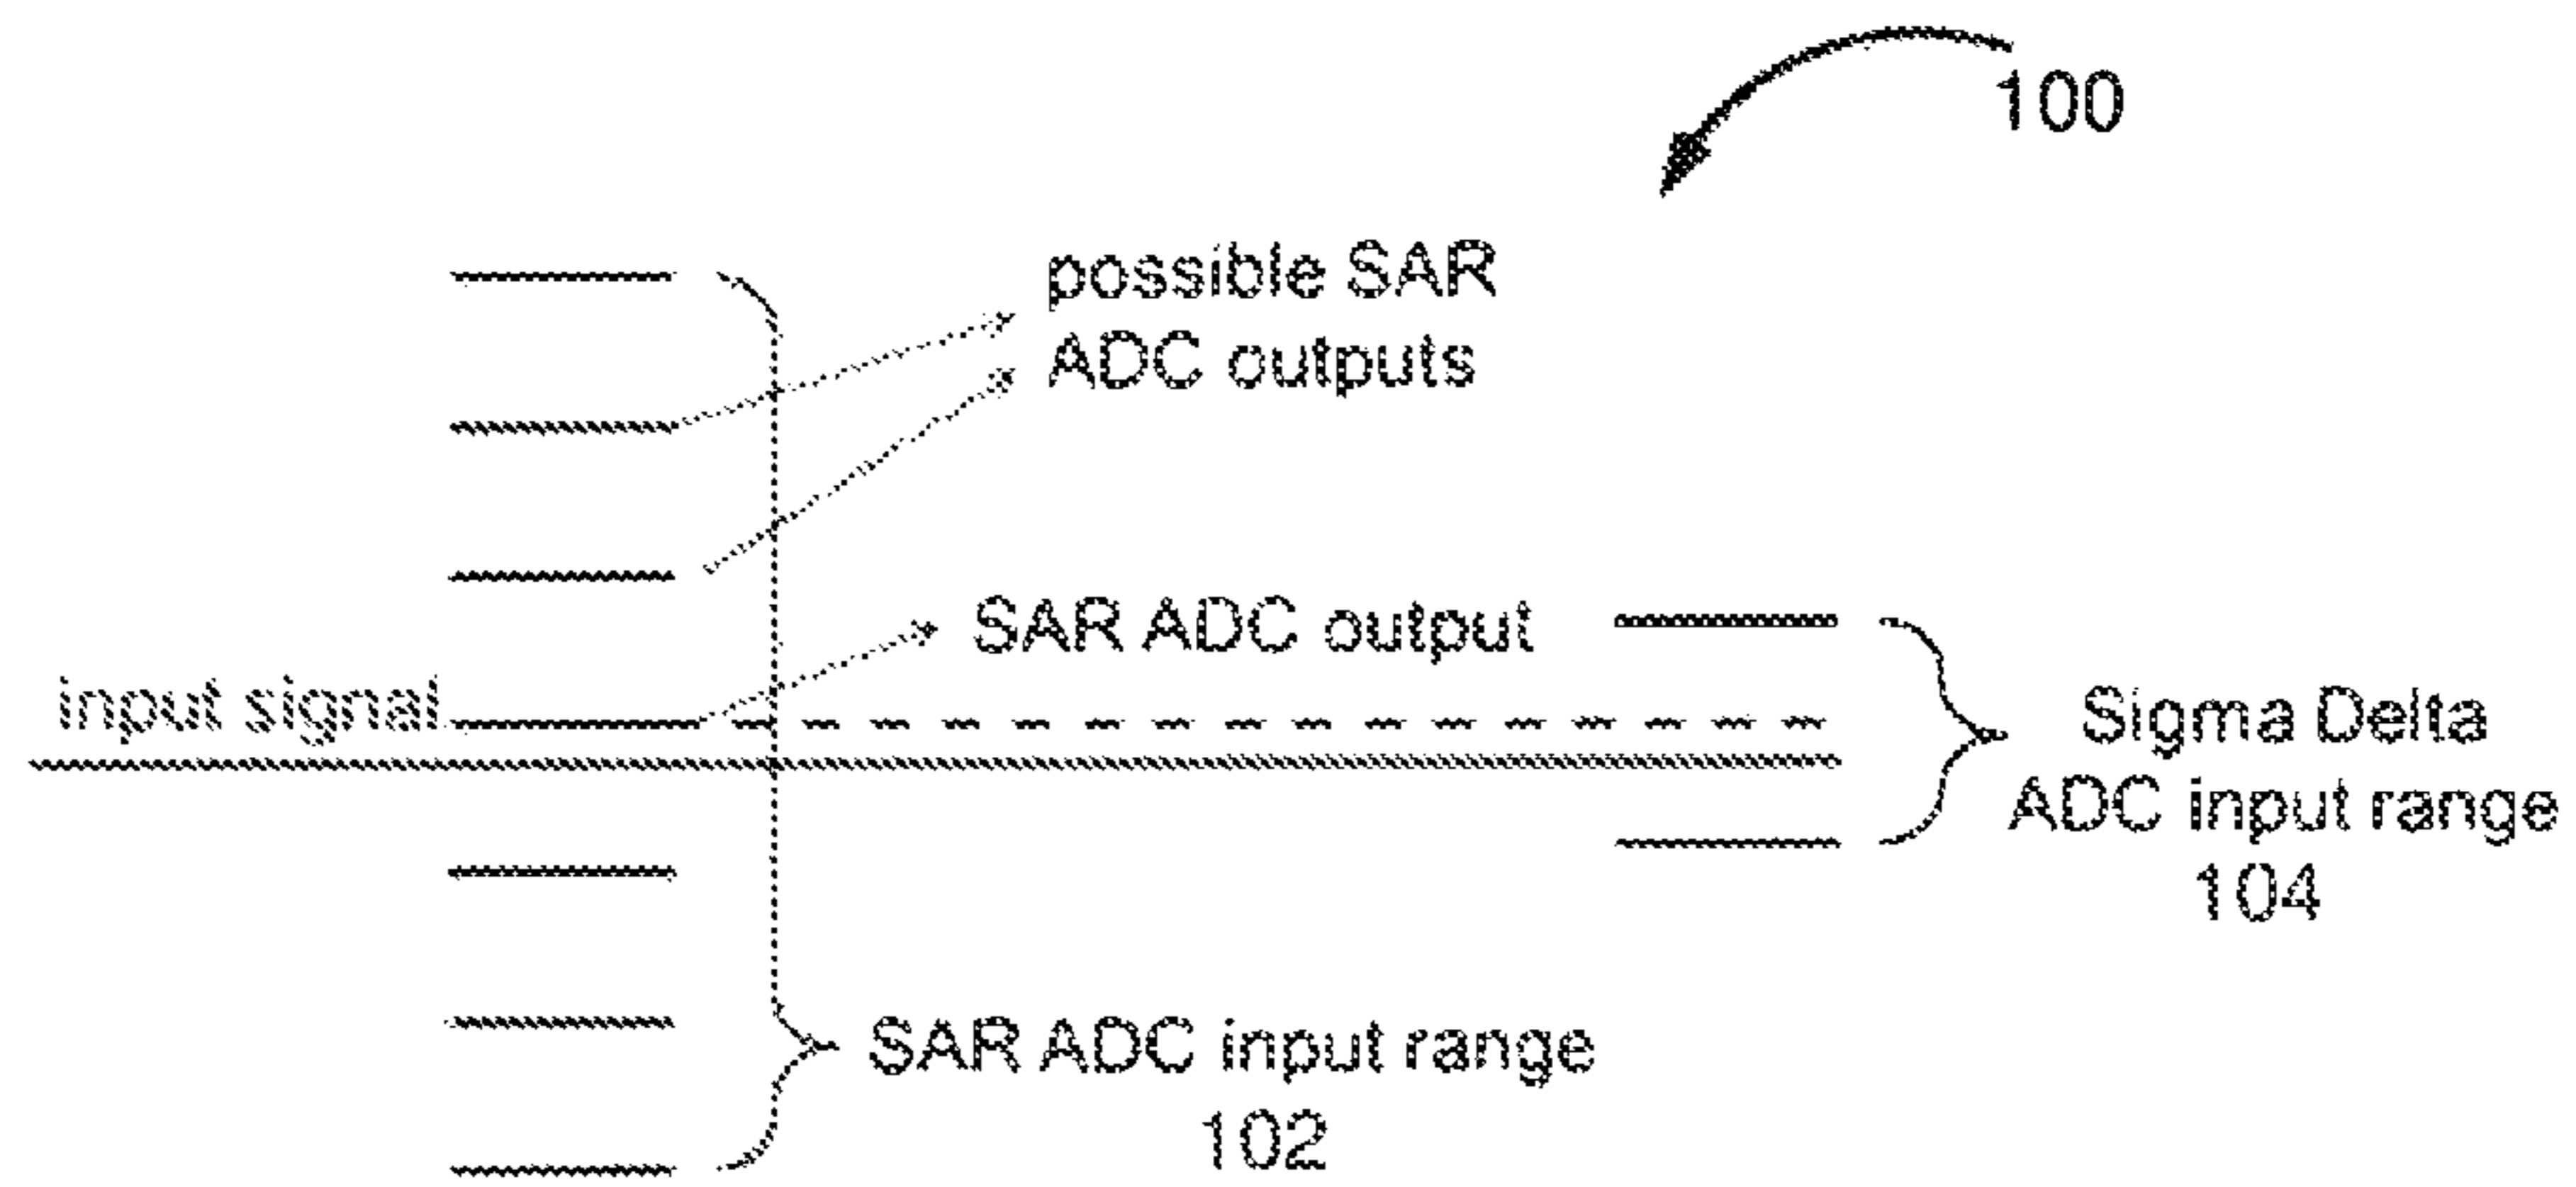 100
possible SAR
ADC outputs
SAR ADC output
input signal
Sigma Delta
ADC input range
104
SAR ADC input range
102